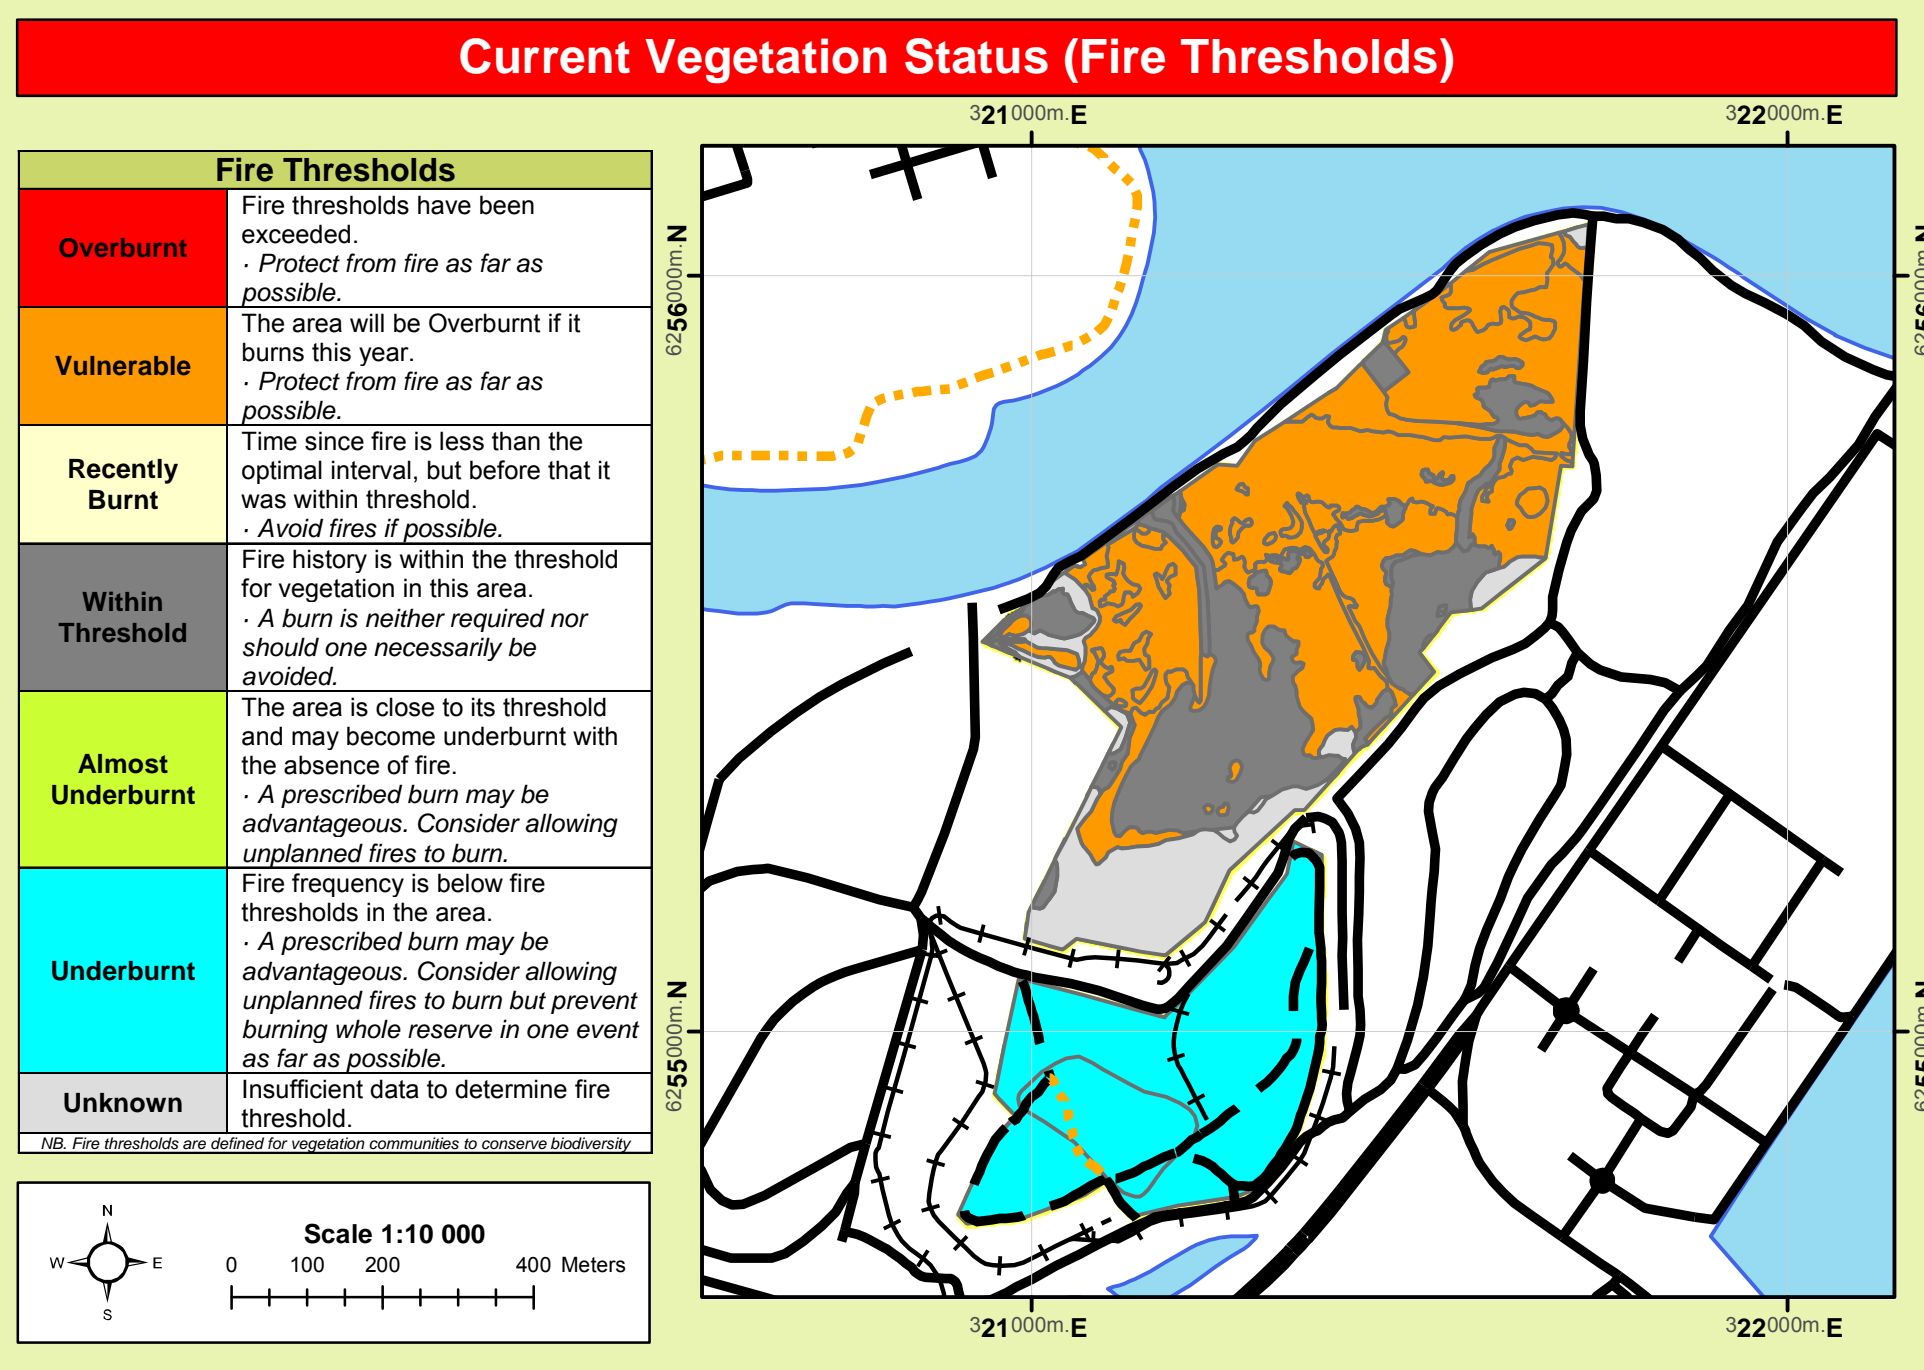 Current Vegetation Status (Fire Thresholds)
321000m.E
322000m.E
Fire Thresholds
Overburnt
Fire thresholds have been
exceeded.
· Protect from fire as far as
possible.
Vulnerable
The area will be Overburnt if it
burns this year.
· Protect from fire as far as
possible.
Recently
Burnt
Time since fire is less than the
optimal interval, but before that it
was within threshold.
· Avoid fires if possible.
Within
Threshold
Fire history is within the threshold
for vegetation in this area.
· A burn is neither required nor
should one necessarily be
avoided.
Almost
Underburnt
The area is close to its threshold
and may become underburnt with
the absence of fire.
· A prescribed burn may be
advantageous. Consider allowing
unplanned fires to burn.
Underburnt
Fire frequency is below fire
thresholds in the area.
· A prescribed burn may be
advantageous. Consider allowing
unplanned fires to burn but prevent
burning whole reserve in one event
as far as possible.
Unknown
Insufficient data to determine fire
threshold.
NB. Fire thresholds are defined for vegetation communities to conserve biodiversity
N
W
E
S
Scale 1:10 000
0 100 200 400 Meters
6256000m.N
6255000m.N
6256000m.N
6255000m.N
321000m.E
322000m.E